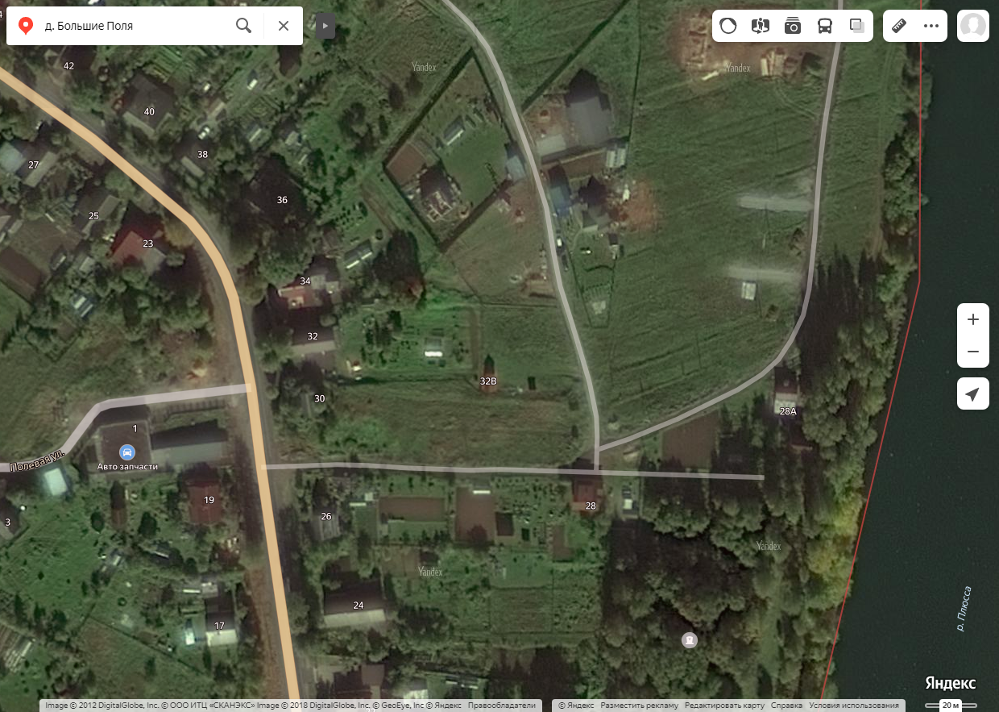 д. Большие Поля
Yandex
Yandex
42
40
38
27
36
25
23
34
32
32В
30
28А
1
Полевая ул.
Авто запчасти
19
28
26
3
Yandex
Yandex
24
17
р. Плюсса
Яндекс
Image © 2012 DigitalGlobe, Inc. © ООО ИТЦ «СКАНЭКС» Image © 2018 DigitalGlobe, Inc. © GeoEye, Inc © Яндекс Правообладатели
© Яндекс Разместить рекламу Редактировать карту Справка Условия использования
20 м